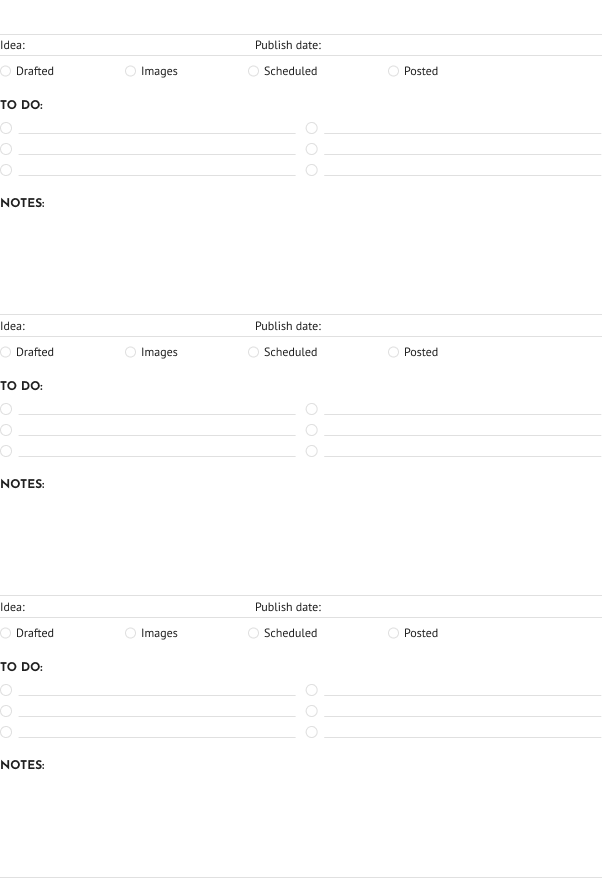 Idea: Publish date:
Drafted Images Scheduled Posted
TO DO:
NOTES:
Idea: Publish date:
Drafted Images Scheduled Posted
TO DO:
NOTES:
Idea: Publish date:
Drafted Images Scheduled Posted
TO DO:
NOTES: